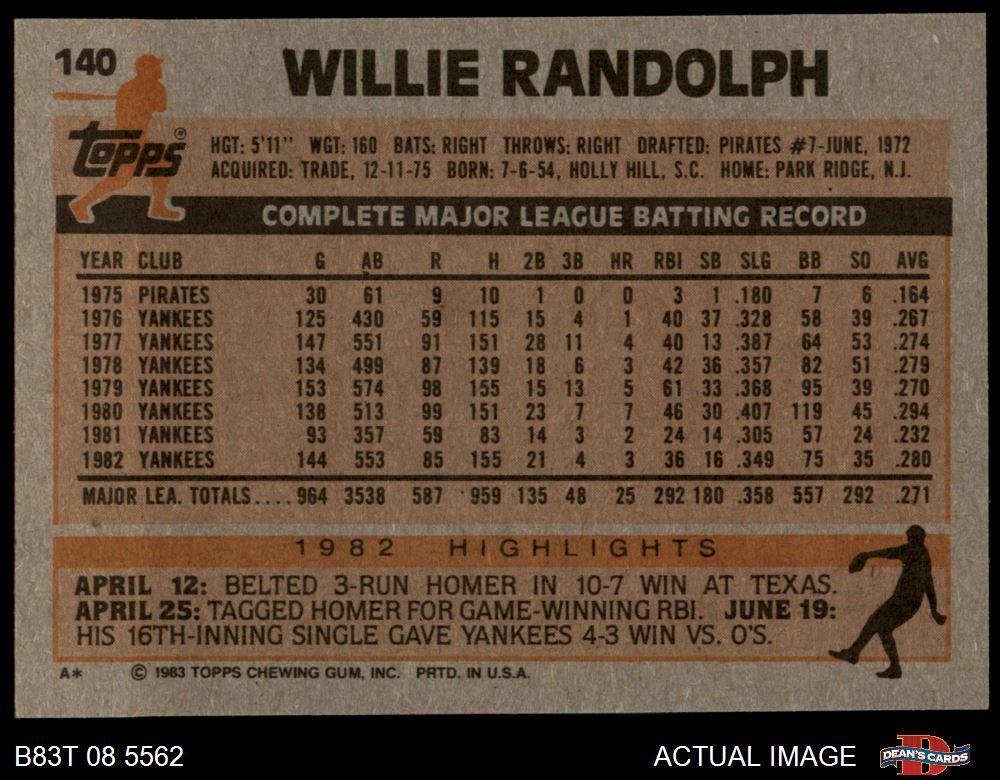 140
WILLIE RANDOLPH
Topps®
HGT: 5'11" WGT: 160 BATS: RIGHT THROWS: RIGHT DRAFTED: PIRATES #7-JUNE, 1972
ACQUIRED: TRADE, 12-11-75 BORN: 7-6-54, HOLLY HILL, S.C. HOME: PARK RIDGE, N.J.
COMPLETE MAJOR LEAGUE BATTING RECORD
YEAR CLUB G AB R H 2B 3B HR RBI SB SLG BB SO AVG
1975 PIRATES 30 61 9 10 1 0 0 3 1 .180 7 6 .164
1976 YANKEES 125 430 59 115 15 4 1 40 37 .328 58 39 .267
1977 YANKEES 147 551 91 151 28 11 4 40 13 .387 64 53 .274
1978 YANKEES 134 499 87 139 18 6 3 42 36 .357 82 51 .279
1979 YANKEES 153 574 98 155 15 13 5 61 33 .368 95 39 .270
1980 YANKEES 138 513 99 151 23 7 7 46 30 .407 119 45 .294
1981 YANKEES 93 357 59 83 14 3 2 24 14 .305 57 24 .232
1982 YANKEES 144 553 85 155 21 4 3 36 16 .349 75 35 .280
MAJOR LEA. TOTALS.... 964 3538 587 959 135 48 25 292 180 .358 557 292 .271
1982 HIGHLIGHTS
APRIL 12: BELTED 3-RUN HOMER IN 10-7 WIN AT TEXAS.
APRIL 25: TAGGED HOMER FOR GAME-WINNING RBI. JUNE 19:
HIS 16TH-INNING SINGLE GAVE YANKEES 4-3 WIN VS. O'S.
A* © 1983 TOPPS CHEWING GUM, INC. PRTD. IN U.S.A.
B83T 08 5562 ACTUAL IMAGE DEAN'S CARDS